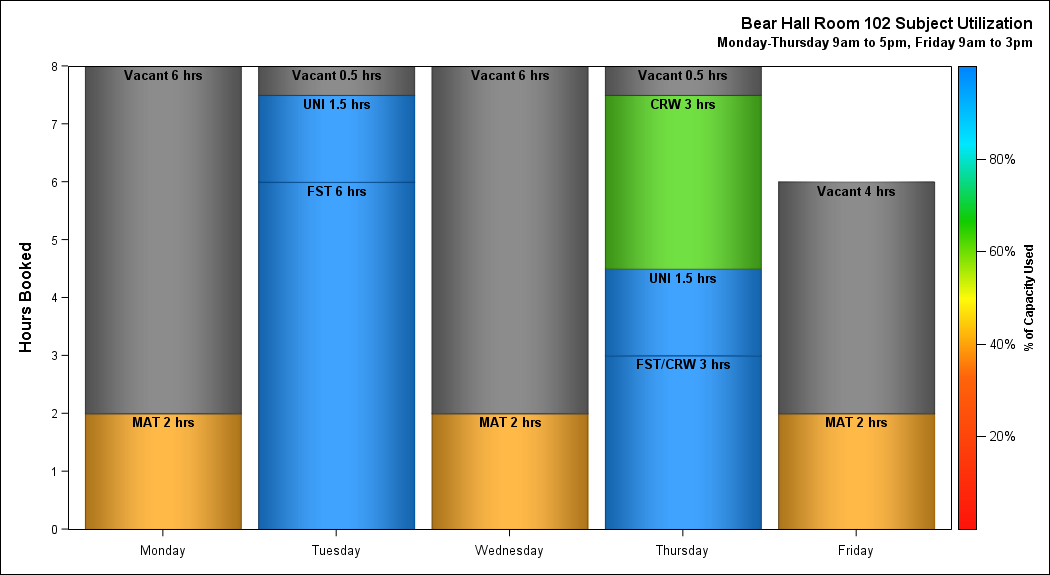 Bear Hall Room 102 Subject Utilization
Monday-Thursday 9am to 5pm, Friday 9am to 3pm
Hours Booked
8
7
6
5
4
3
2
1
0
Vacant 6 hrs
MAT 2 hrs
Vacant 0.5 hrs
UNI 1.5 hrs
FST 6 hrs
Vacant 6 hrs
MAT 2 hrs
Vacant 0.5 hrs
CRW 3 hrs
UNI 1.5 hrs
FST/CRW 3 hrs
Vacant 4 hrs
MAT 2 hrs
Monday
Tuesday
Wednesday
Thursday
Friday
80%
60%
40%
20%
% of Capacity Used